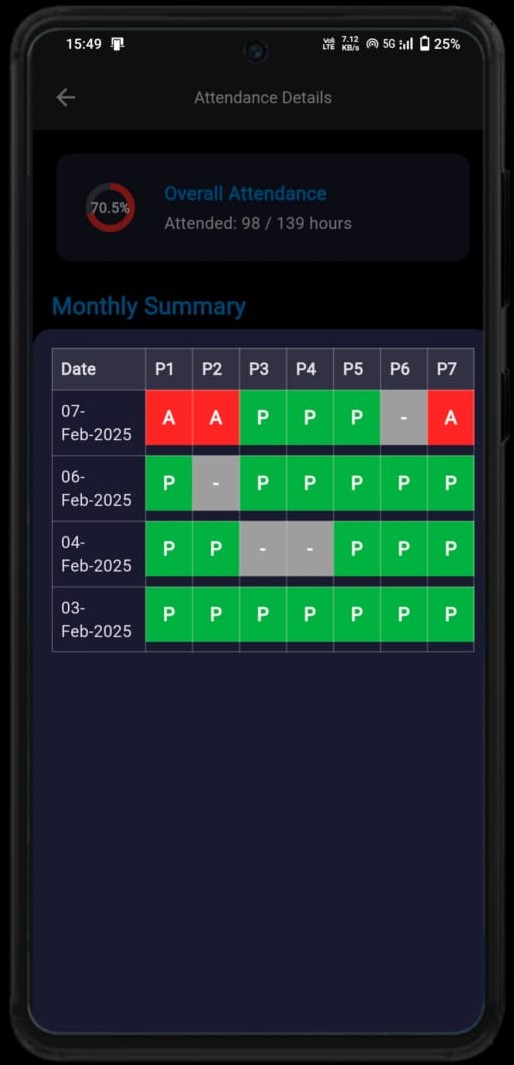 15:49 Voll LTE 7.12 KB/s 5G 25%
Attendance Details
70.5%
Overall Attendance
Attended: 98 / 139 hours
Monthly Summary
Date P1 P2 P3 P4 P5 P6 P7
07-
Feb-2025 A A P P P - A
06-
Feb-2025 P - P P P P P
04-
Feb-2025 P P - - P P P
03-
Feb-2025 P P P P P P P